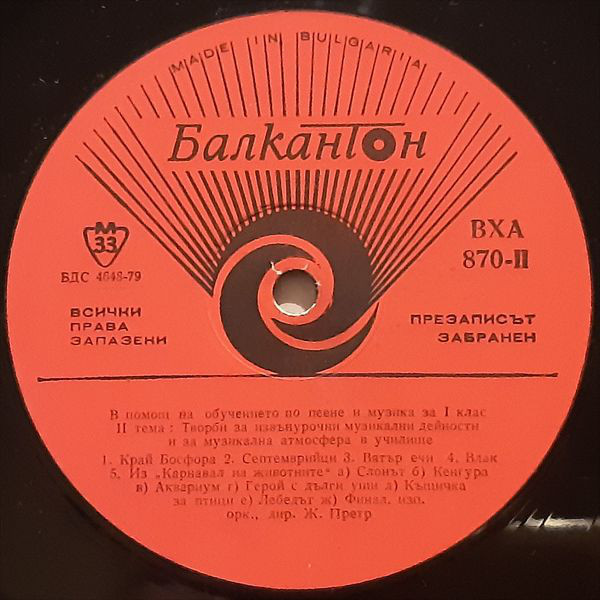 MADE IN BULGARIA
Балкантон
М
33
БДС 4648-79
ВХА
870-II
ВСИЧКИ
ПРАВА
ЗАПАЗЕНИ
ПРЕЗАПИСЪТ
ЗАБРАНЕН
В помощ на обучението по пеене и музика за I клас
II тема : Творби за извънурочни музикални дейности
и за музикална атмосфера в училище
1. Край Босфора 2. Септемврийци 3. Вятър ечи 4. Влак
5. Из „Карнавал на животните“ а) Слонът б) Кенгура
в) Аквариум г) Герой с дълги уши д) Къщичка
за птици е) Лебедът ж) Финал. изп.
орк., дир. Ж. Претр